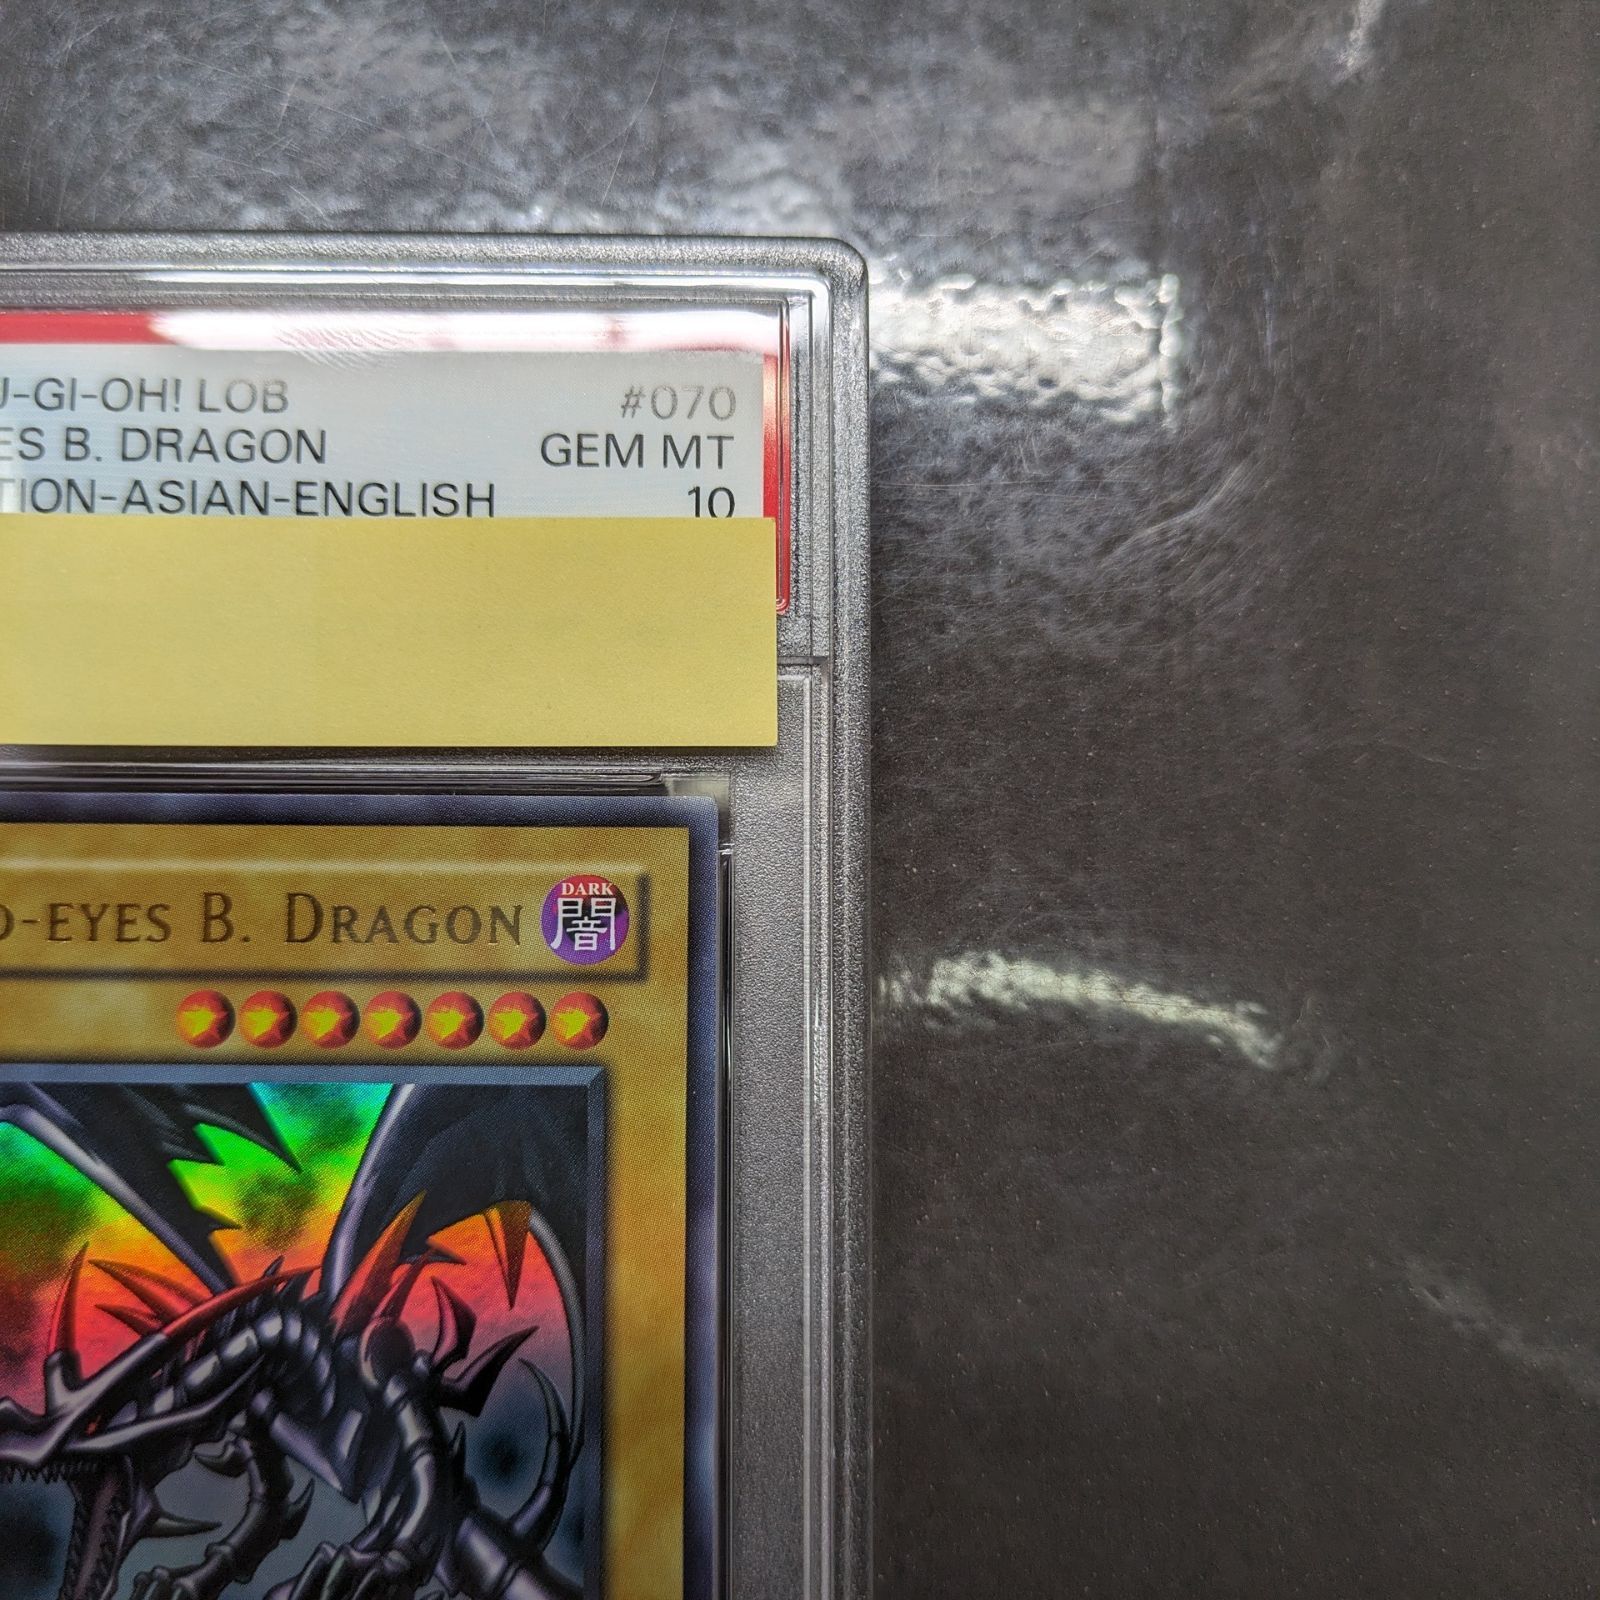 U-GI-OH! LOB #070
ES B. DRAGON GEM MT
TION-ASIAN-ENGLISH 10
D-EYES B. DRAGON
DARK
闇